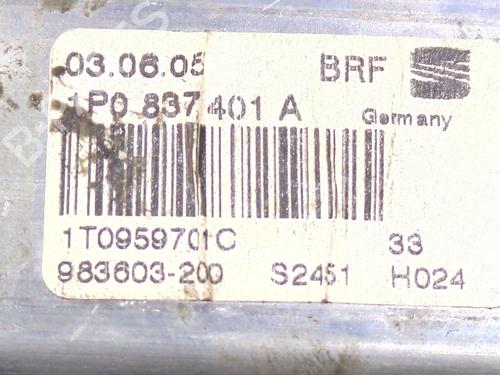 03.06.05 BRF
1P0 837 401 A Germany
1T0959701C 33
983603-200 S2451 H024